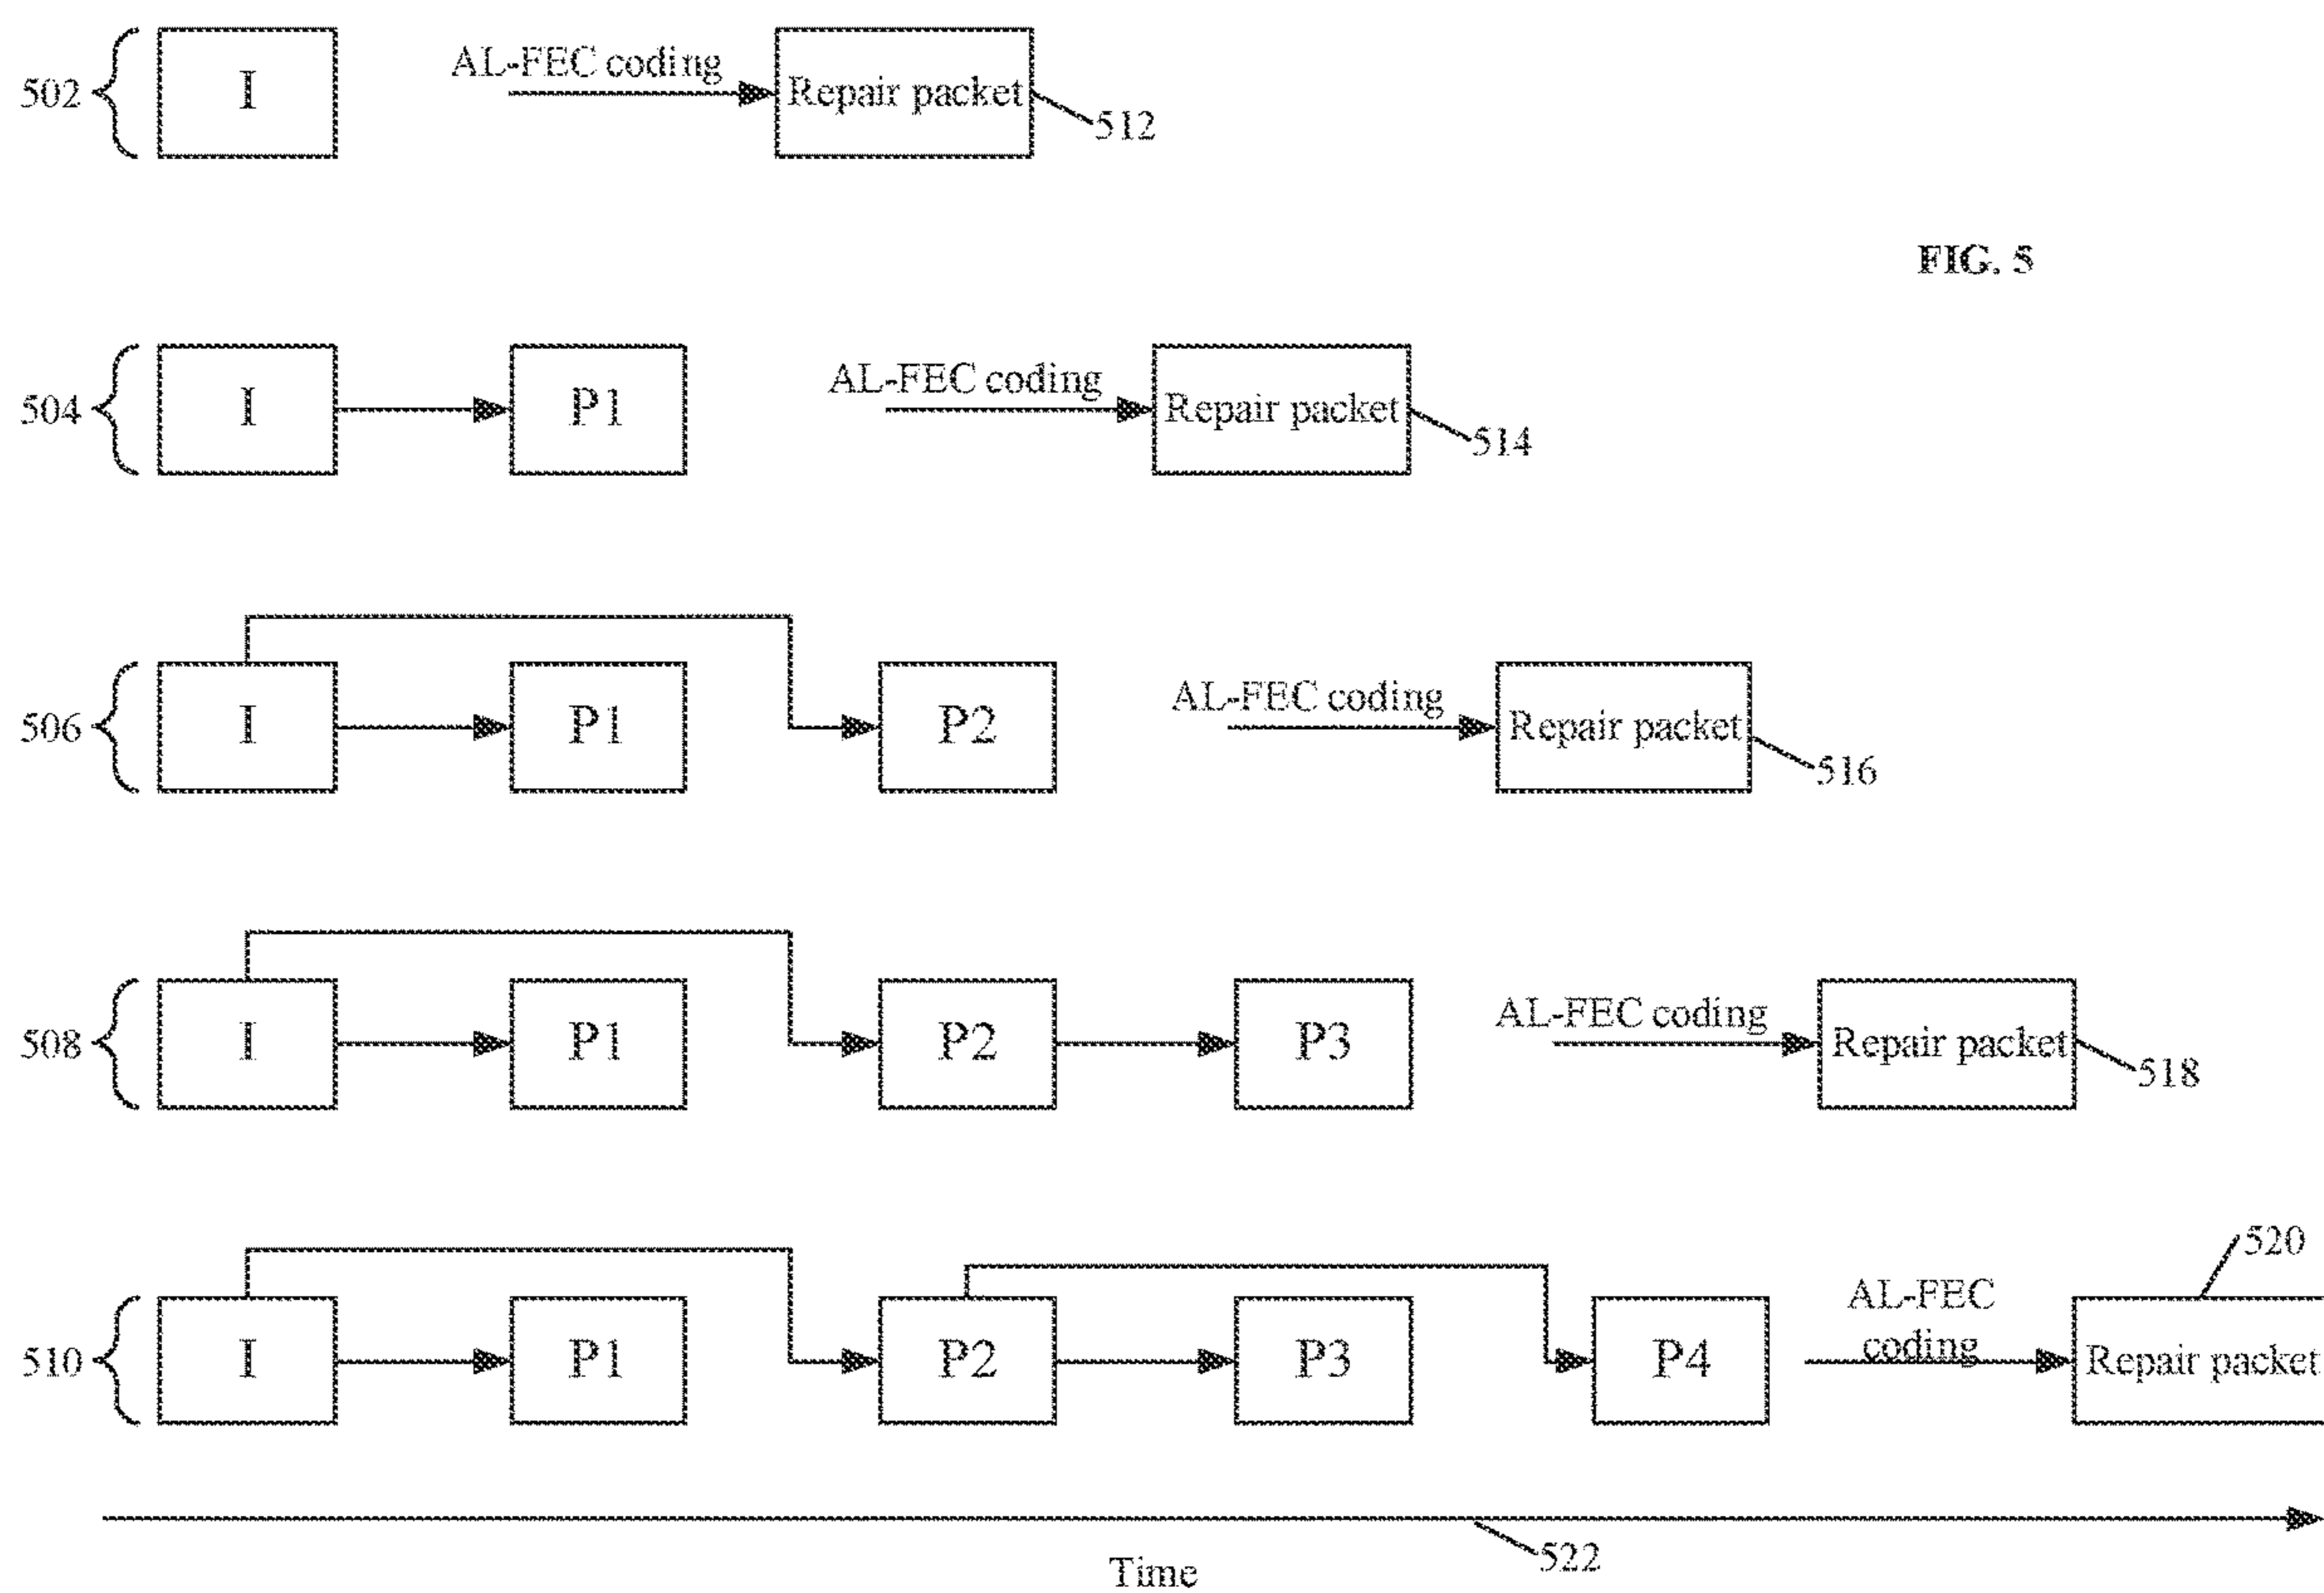 502
I
AL-FEC coding
Repair packet
512
FIG. 5
504
I
P1
AL-FEC coding
Repair packet
514
506
I
P1
P2
AL-FEC coding
Repair packet
516
508
I
P1
P2
P3
AL-FEC coding
Repair packet
518
510
I
P1
P2
P3
P4
AL-FEC
coding
Repair packet
520
Time
522